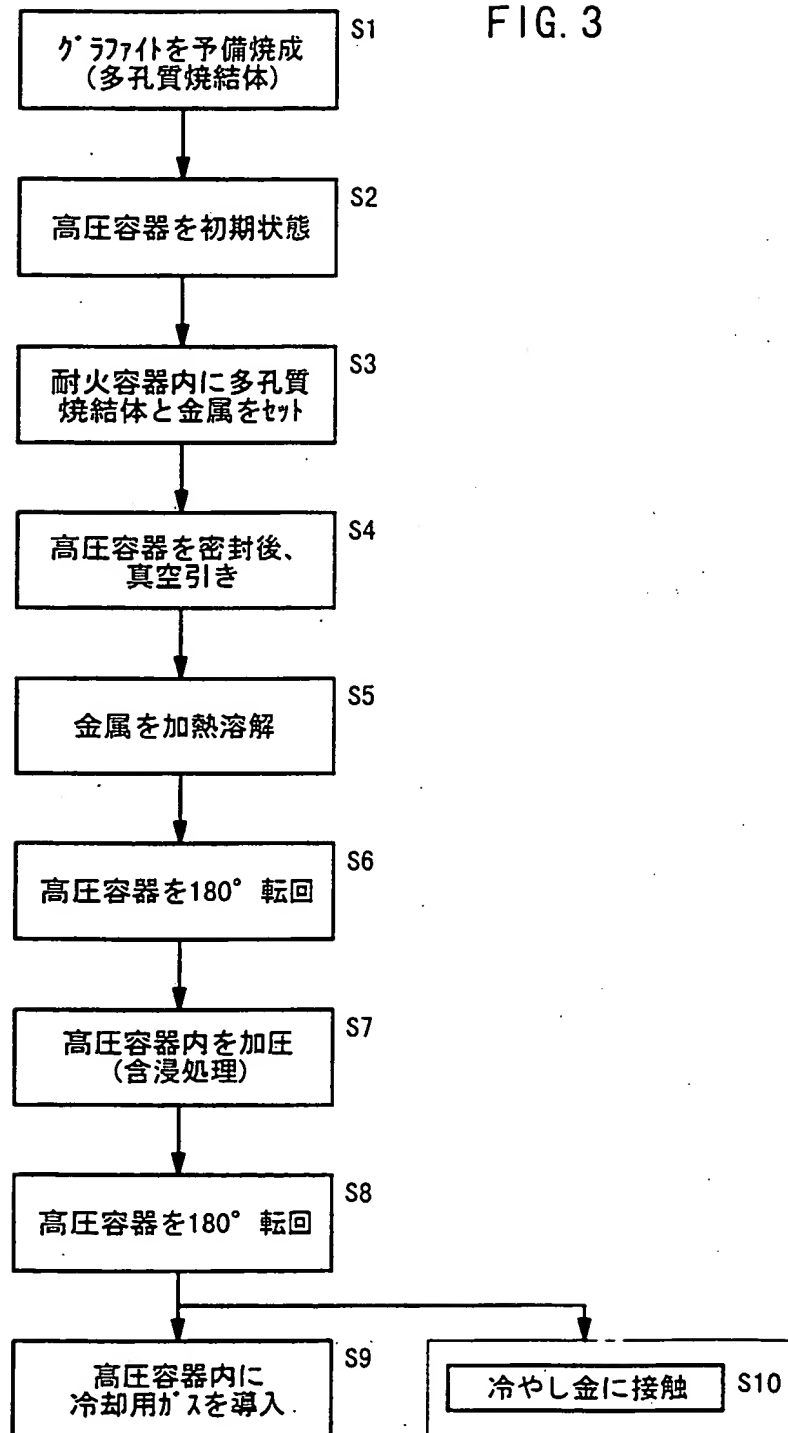 FIG. 3
S1
ｸﾞﾗﾌｧｲﾄを予備焼成
(多孔質焼結体)
S2
高圧容器を初期状態
S3
耐火容器内に多孔質
焼結体と金属をｾｯﾄ
S4
高圧容器を密封後、
真空引き
S5
金属を加熱溶解
S6
高圧容器を180° 転回
S7
高圧容器内を加圧
(含浸処理)
S8
高圧容器を180° 転回
S9
高圧容器内に
冷却用ｶﾞｽを導入
冷やし金に接触
S10